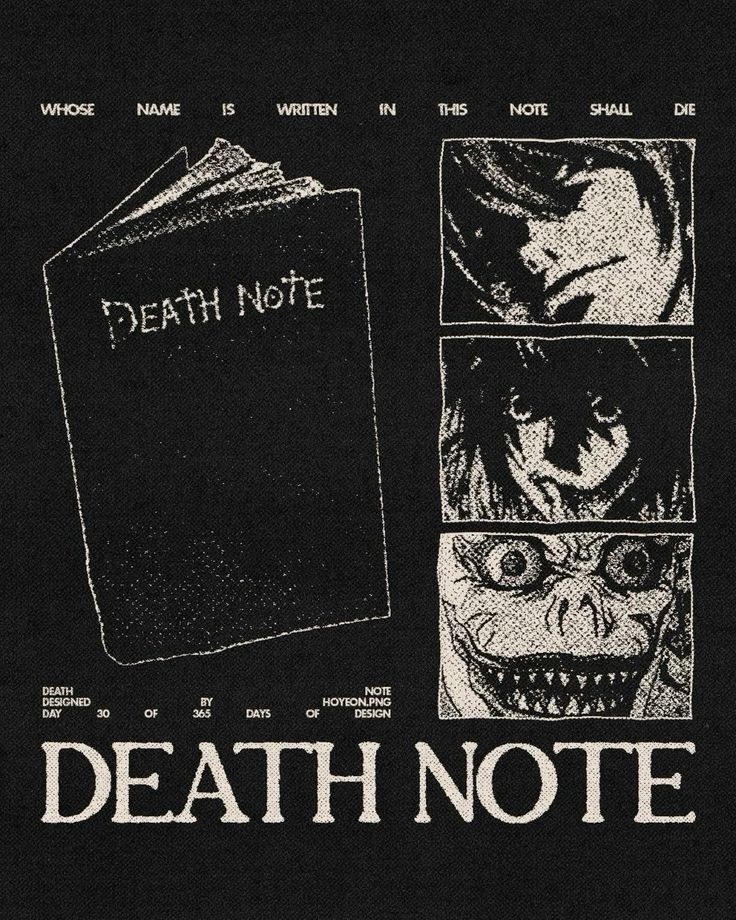 WHOSE NAME IS WRITTEN IN THIS NOTE SHALL DIE
DEATH NOTE
DEATH NOTE
DESIGNED BY HOYEON.PNG
DAY 30 OF 365 DAYS OF DESIGN
DEATH NOTE